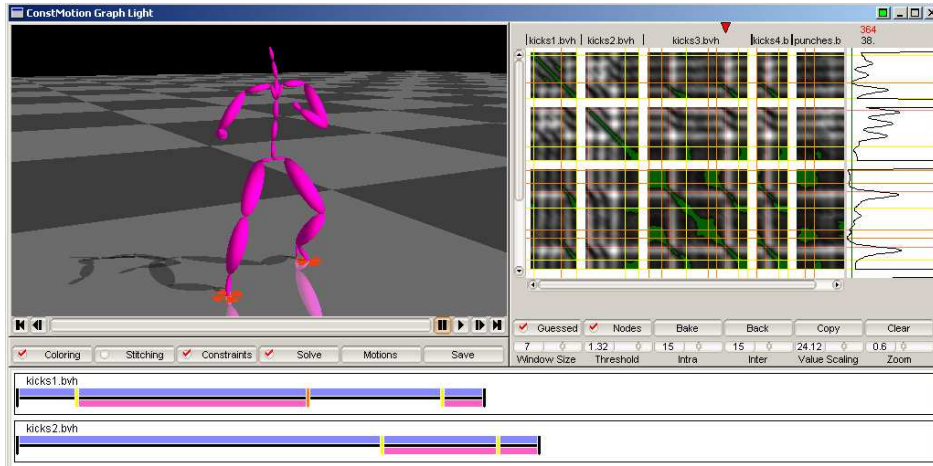 ConstMotion Graph Light
364
kicks1.bvh kicks2.bvh kicks3.bvh kicks4.b punches.b 38.
Guessed Nodes Bake Back Copy Clear
7 1.32 15 15 24.12 0.6
Window Size Threshold Intra Inter Value Scaling Zoom
Coloring Stitching Constraints Solve Motions Save
kicks1.bvh
kicks2.bvh